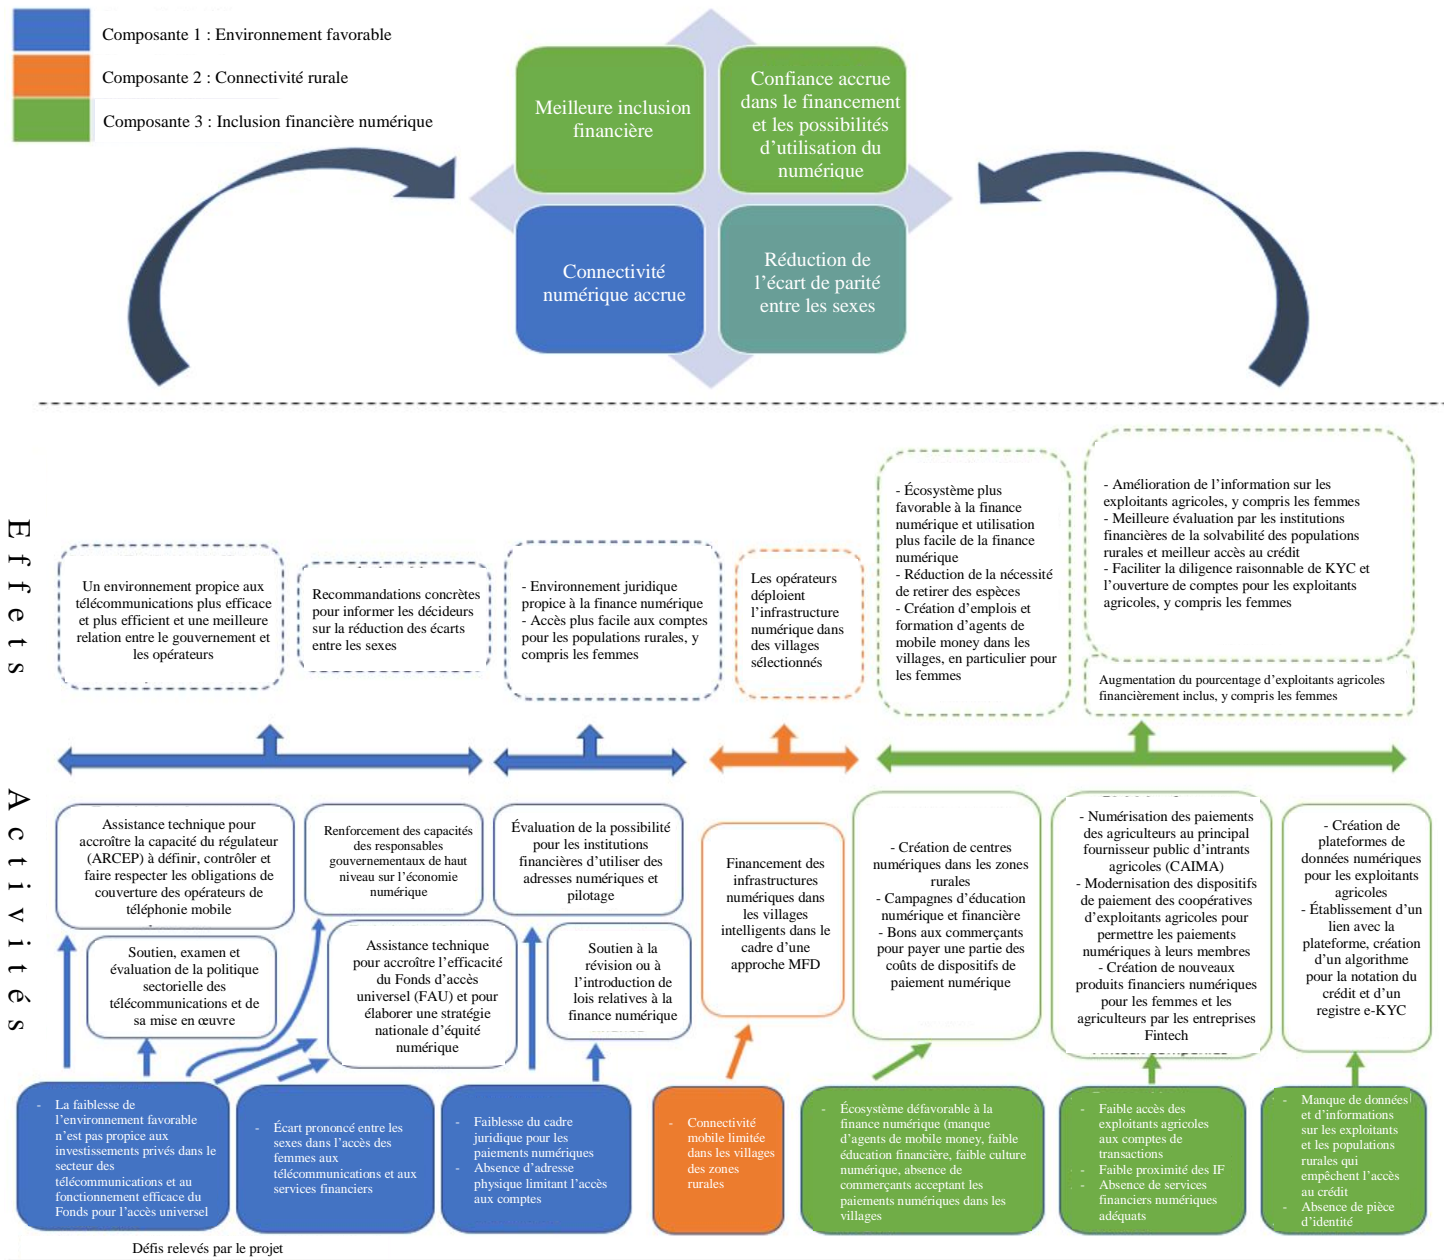 Composante 1 : Environnement favorable
Composante 2 : Connectivité rurale
Composante 3 : Inclusion financière numérique
Meilleure inclusion
financière
Confiance accrue
dans le financement
et les possibilités
d’utilisation du
numérique
Connectivité
numérique accrue
Réduction de
l’écart de parité
entre les sexes
Effets
Un environnement propice aux
télécommunications plus efficace
et plus efficient et une meilleure
relation entre le gouvernement et
les opérateurs
Recommandations concrètes
pour informer les décideurs
sur la réduction des écarts
entre les sexes
- Environnement juridique
propice à la finance numérique
- Accès plus facile aux comptes
pour les populations rurales, y
compris les femmes
Les opérateurs
déploient
l’infrastructure
numérique dans
des villages
sélectionnés
- Écosystème plus
favorable à la finance
numérique et utilisation
plus facile de la finance
numérique
- Réduction de la nécessité
de retirer des espèces
- Création d’emplois et
formation d’agents de
mobile money dans les
villages, en particulier pour
les femmes
- Amélioration de l’information sur les
exploitants agricoles, y compris les femmes
- Meilleure évaluation par les institutions
financières de la solvabilité des populations
rurales et meilleur accès au crédit
- Faciliter la diligence raisonnable de KYC et
l’ouverture de comptes pour les exploitants
agricoles, y compris les femmes
Augmentation du pourcentage d’exploitants agricoles
financièrement inclus, y compris les femmes
Activités
Assistance technique pour
accroître la capacité du régulateur
(ARCEP) à définir, contrôler et
faire respecter les obligations de
couverture des opérateurs de
téléphonie mobile
Soutien, examen et
évaluation de la politique
sectorielle des
télécommunications et de
sa mise en œuvre
Renforcement des capacités
des responsables
gouvernementaux de haut
niveau sur l’économie
numérique
Assistance technique
pour accroître l’efficacité
du Fonds d’accès
universel (FAU) et pour
élaborer une stratégie
nationale d’équité
numérique
Évaluation de la possibilité
pour les institutions
financières d’utiliser des
adresses numériques et
pilotage
Soutien à la
révision ou à
l’introduction de
lois relatives à la
finance numérique
Financement des
infrastructures
numériques dans
les villages
intelligents dans le
cadre d’une
approche MFD
- Création de centres
numériques dans les zones
rurales
- Campagnes d’éducation
numérique et financière
- Bons aux commerçants
pour payer une partie des
coûts de dispositifs de
paiement numérique
- Numérisation des paiements
des agriculteurs au principal
fournisseur public d’intrants
agricoles (CAIMA)
- Modernisation des dispositifs
de paiement des coopératives
d’exploitants agricoles pour
permettre les paiements
numériques à leurs membres
- Création de nouveaux
produits financiers numériques
pour les femmes et les
agriculteurs par les entreprises
Fintech
- Création de
plateformes de
données numériques
pour les exploitants
agricoles
- Établissement d’un
lien avec la
plateforme, création
d’un algorithme
pour la notation du
crédit et d’un
registre e-KYC
- La faiblesse de
l’environnement favorable
n’est pas propice aux
investissements privés dans le
secteur des
télécommunications et au
fonctionnement efficace du
Fonds pour l’accès universel
- Écart prononcé entre les
sexes dans l’accès des
femmes aux
télécommunications et aux
services financiers
- Faiblesse du cadre
juridique pour les
paiements numériques
- Absence d’adresse
physique limitant l’accès
aux comptes
- Connectivité
mobile limitée
dans les villages
des zones
rurales
- Écosystème défavorable à la
finance numérique (manque
d’agents de mobile money, faible
éducation financière, faible culture
numérique, absence de
commerçants acceptant les
paiements numériques dans les
villages
- Faible accès des
exploitants agricoles
aux comptes de
transactions
- Faible proximité des IF
- Absence de services
financiers numériques
adéquats
- Manque de données
et d’informations
sur les exploitants
et les populations
rurales qui
empêchent l’accès
au crédit
- Absence de pièce
d’identité
Défis relevés par le projet